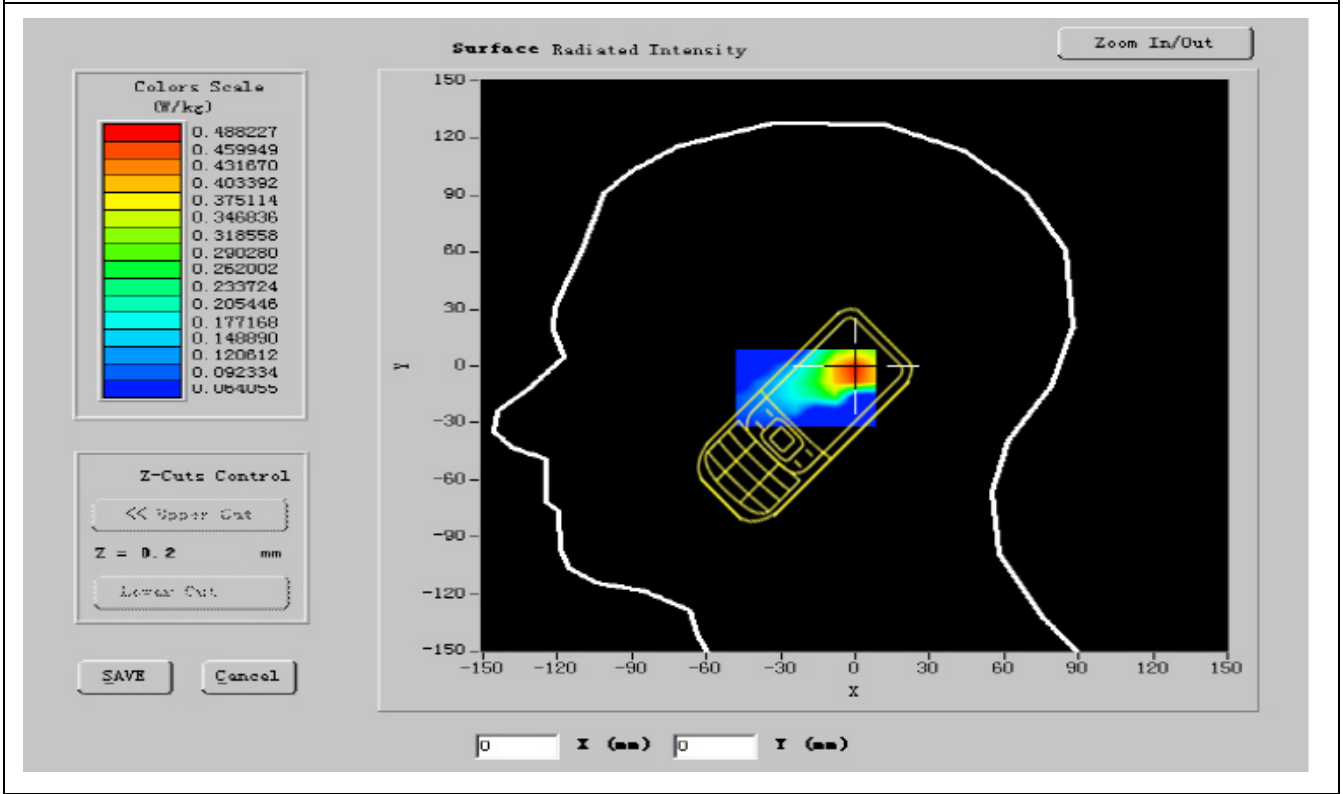 Surface Radiated Intensity
Zoom In/Out
Colors Scale
(W/kg)
0.488227
0.459949
0.431670
0.403392
0.375114
0.346836
0.318558
0.290280
0.262002
0.233724
0.205446
0.177168
0.148890
0.120612
0.092334
0.064055
Z-Cuts Control
<< Upper Cut
Z = 0.2 mm
Lower Cut
SAVE
Cancel
150
120
90
60
30
0
-30
-60
-90
-120
-150
Y
-150 -120 -90 -60 -30 0 30 60 90 120 150
X
0 X (mm) 0 Y (mm)